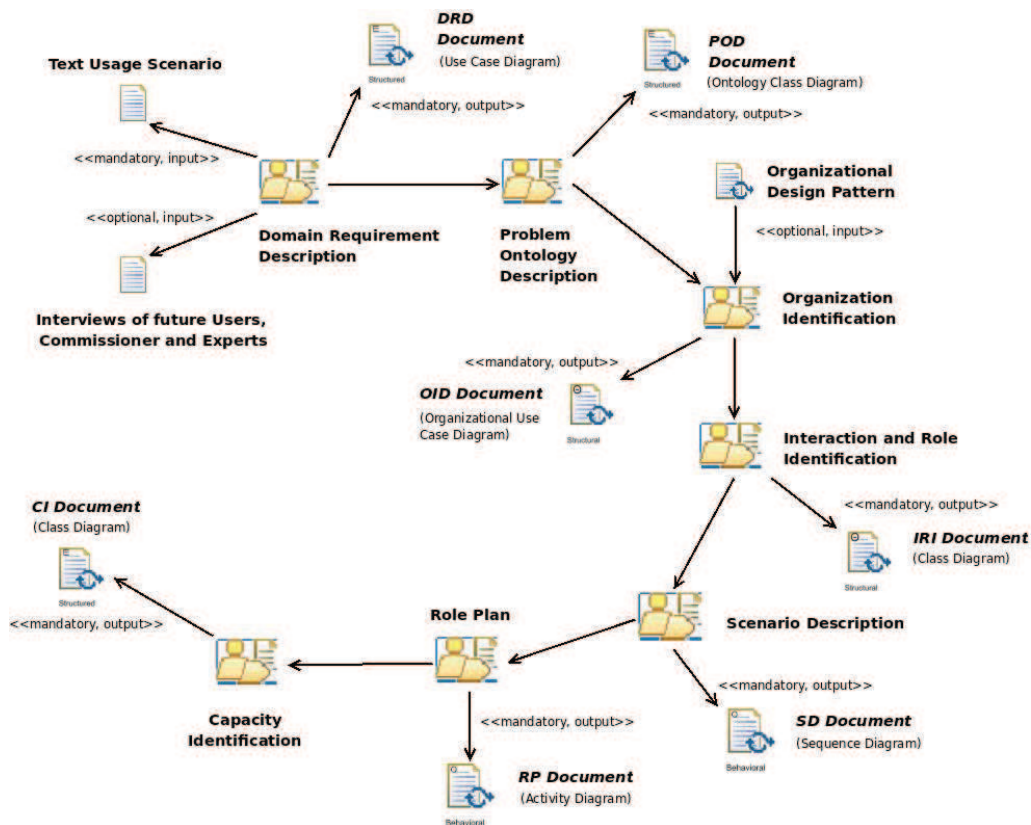 DRD
Document
(Use Case Diagram)
Structured
<<mandatory, output>>
POD
Document
(Ontology Class Diagram)
Structured
<<mandatory, output>>
Text Usage Scenario
<<mandatory, input>>
<<optional, input>>
Domain Requirement
Description
Problem
Ontology
Description
Organizational
Design Pattern
<<optional, input>>
Interviews of future Users,
Commissioner and Experts
Organization
Identification
<<mandatory, output>>
OID Document
(Organizational Use
Case Diagram)
Structural
Interaction and Role
Identification
<<mandatory, output>>
IRI Document
(Class Diagram)
Structural
CI Document
(Class Diagram)
Structured
<<mandatory, output>>
Role Plan
Scenario Description
<<mandatory, output>>
SD Document
(Sequence Diagram)
Behavioral
Capacity
Identification
<<mandatory, output>>
RP Document
(Activity Diagram)
Behavioral